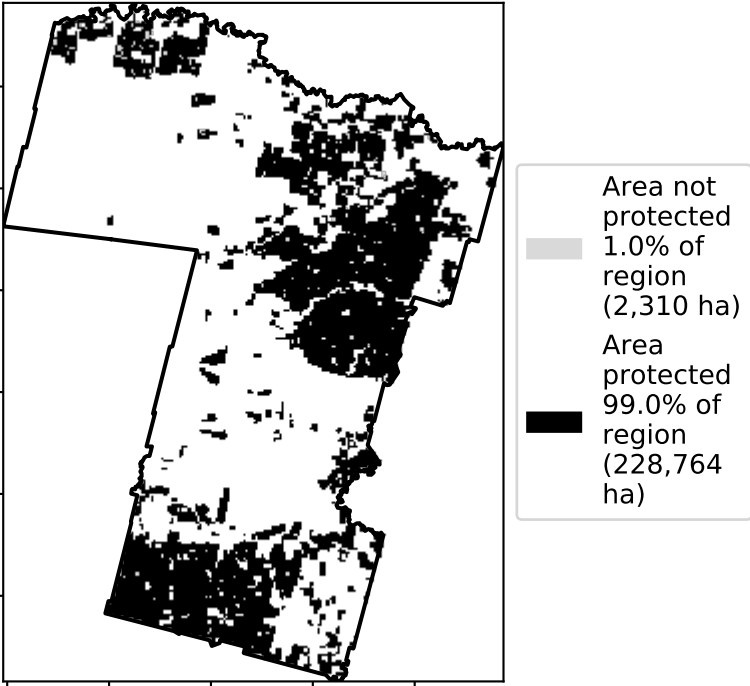 Area not
protected
1.0% of
region
(2,310 ha)
Area
protected
99.0% of
region
(228,764
ha)